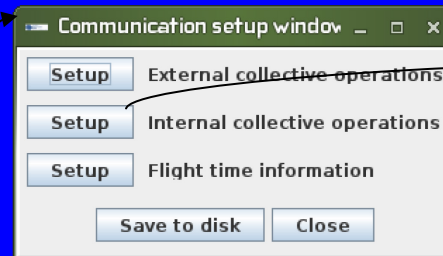 Communication setup window
Setup External collective operations
Setup Internal collective operations
Setup Flight time information
Save to disk Close